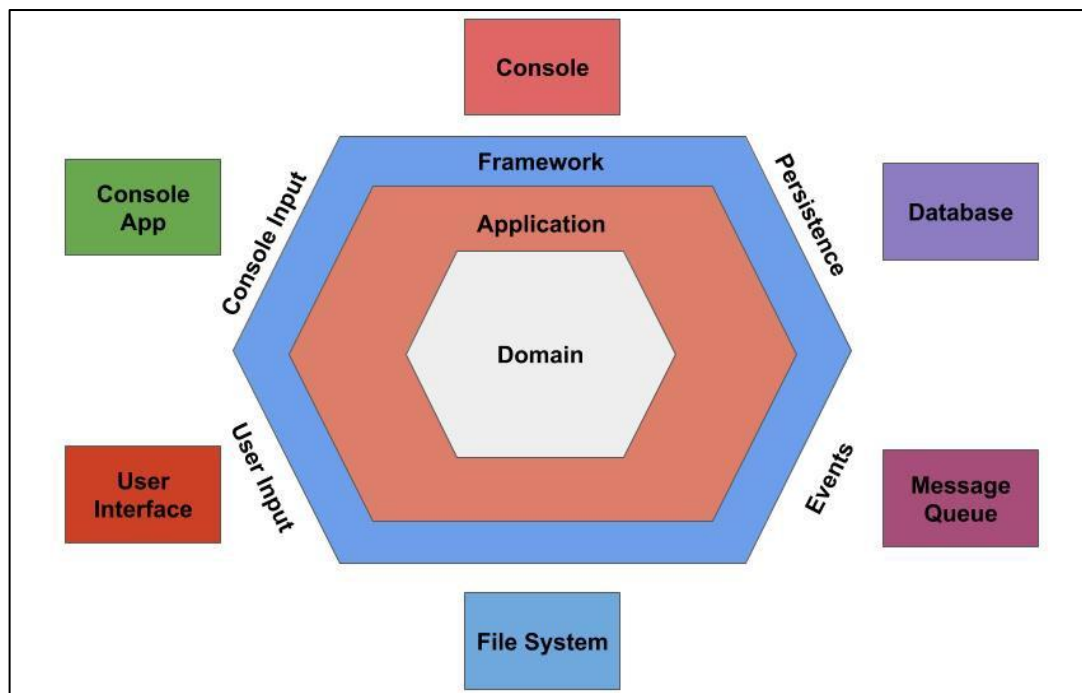 Console
Framework
Console Input
Persistence
Console
App
Database
Application
Domain
User
Interface
User Input
Events
Message
Queue
File System